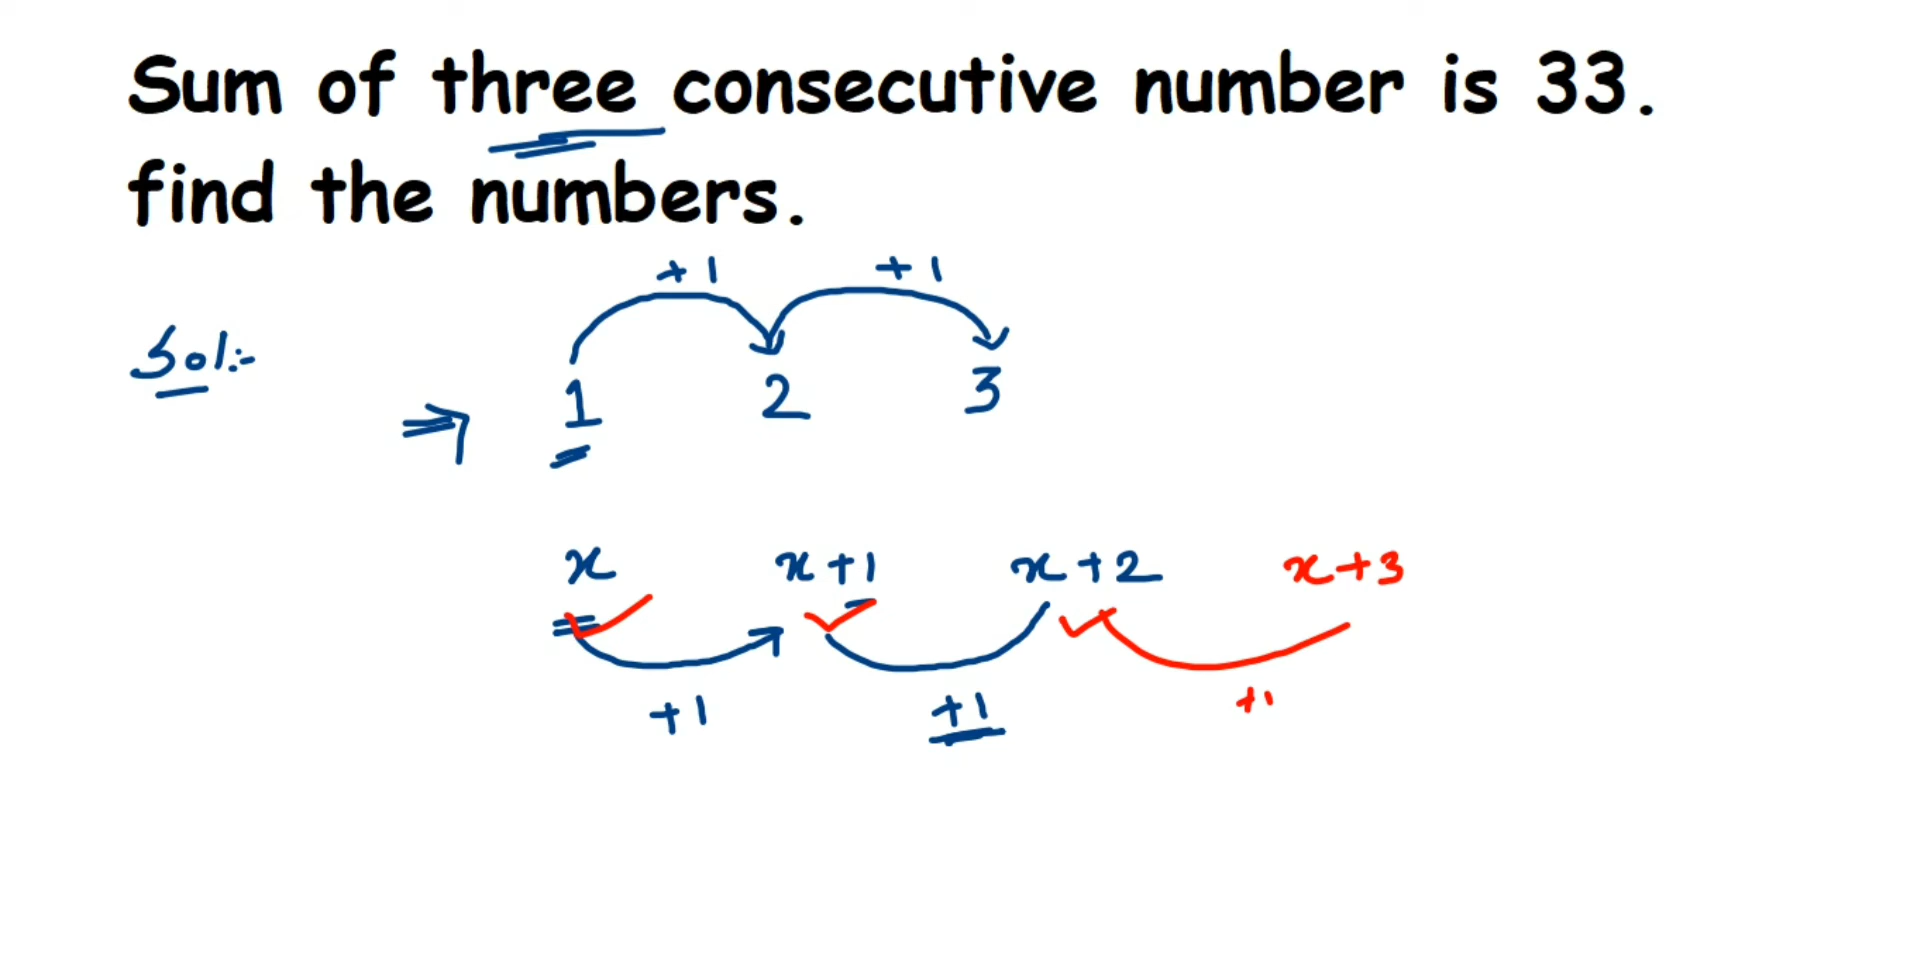 Sum of three consecutive number is 33.
find the numbers.
+1 +1
Sol:-
⇒ 1 2 3
x x+1 x+2 x+3
+1 +1 +1